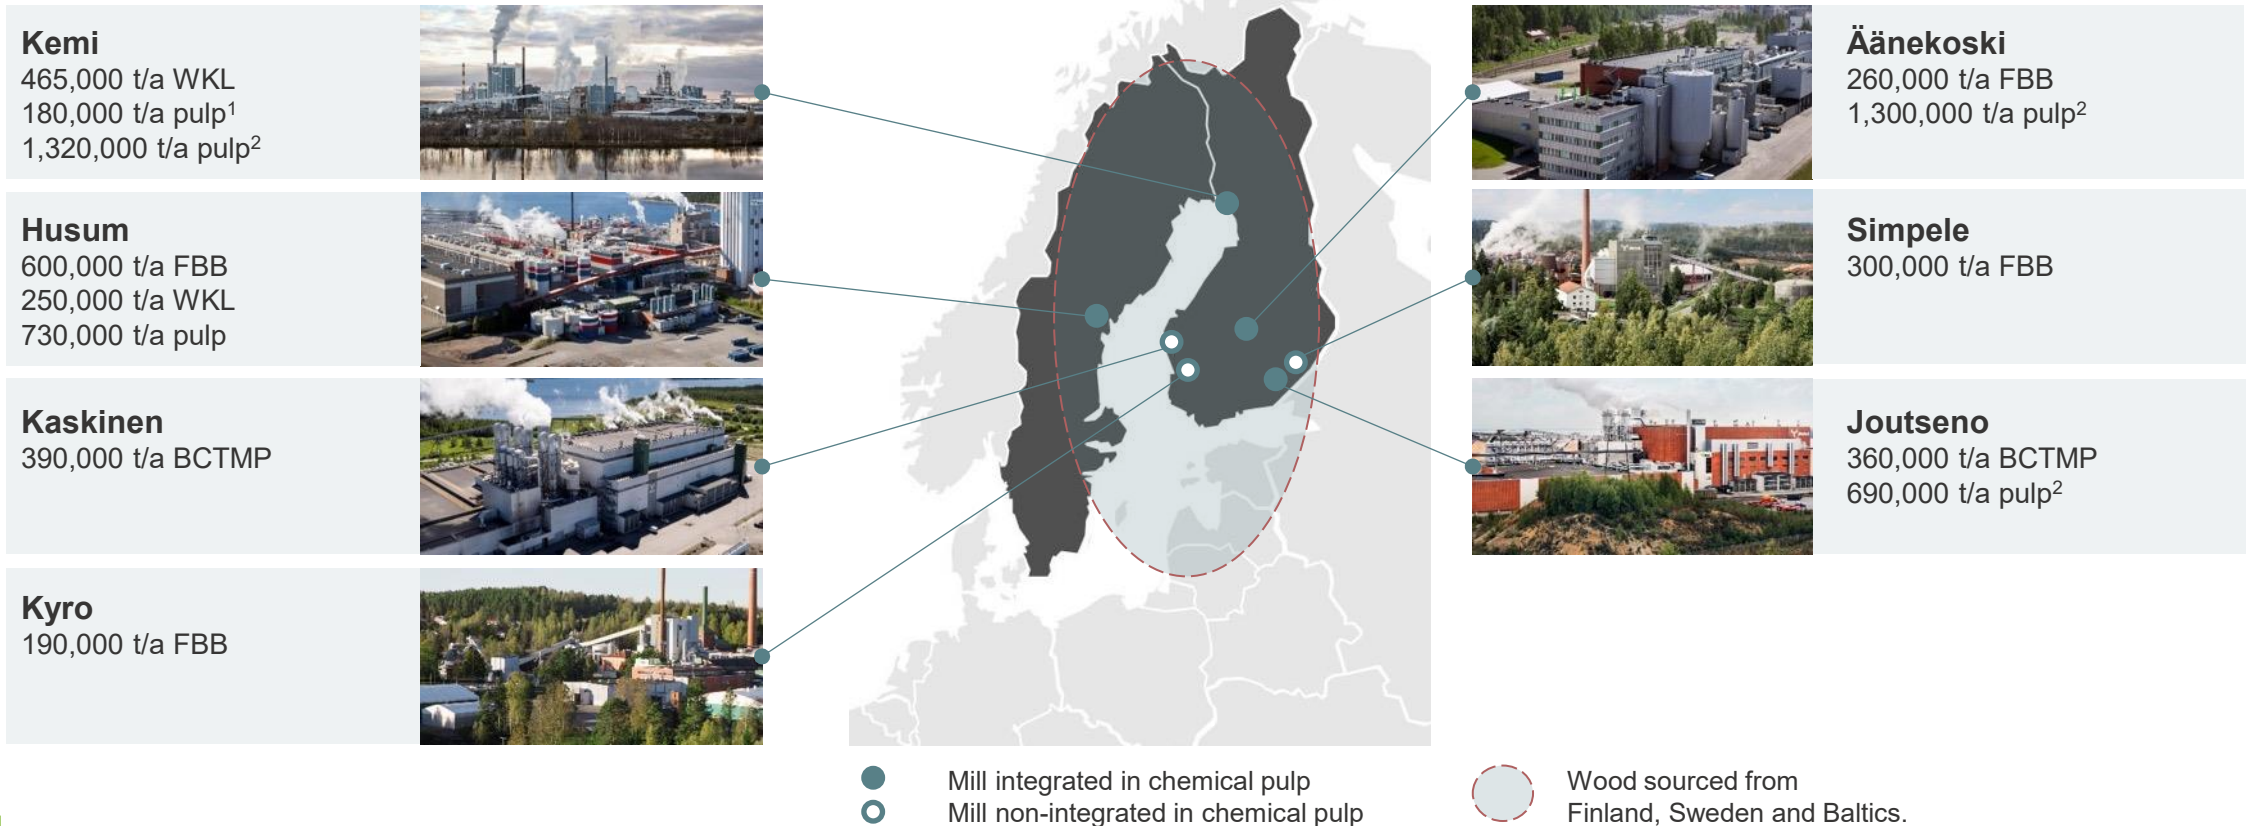 Kemi
465,000 t/a WKL
180,000 t/a pulp¹
1,320,000 t/a pulp²
Husum
600,000 t/a FBB
250,000 t/a WKL
730,000 t/a pulp
Kaskinen
390,000 t/a BCTMP
Kyro
190,000 t/a FBB
Äänekoski
260,000 t/a FBB
1,300,000 t/a pulp²
Simpele
300,000 t/a FBB
Joutseno
360,000 t/a BCTMP
690,000 t/a pulp²
Mill integrated in chemical pulp
Mill non-integrated in chemical pulp
Wood sourced from
Finland, Sweden and Baltics.